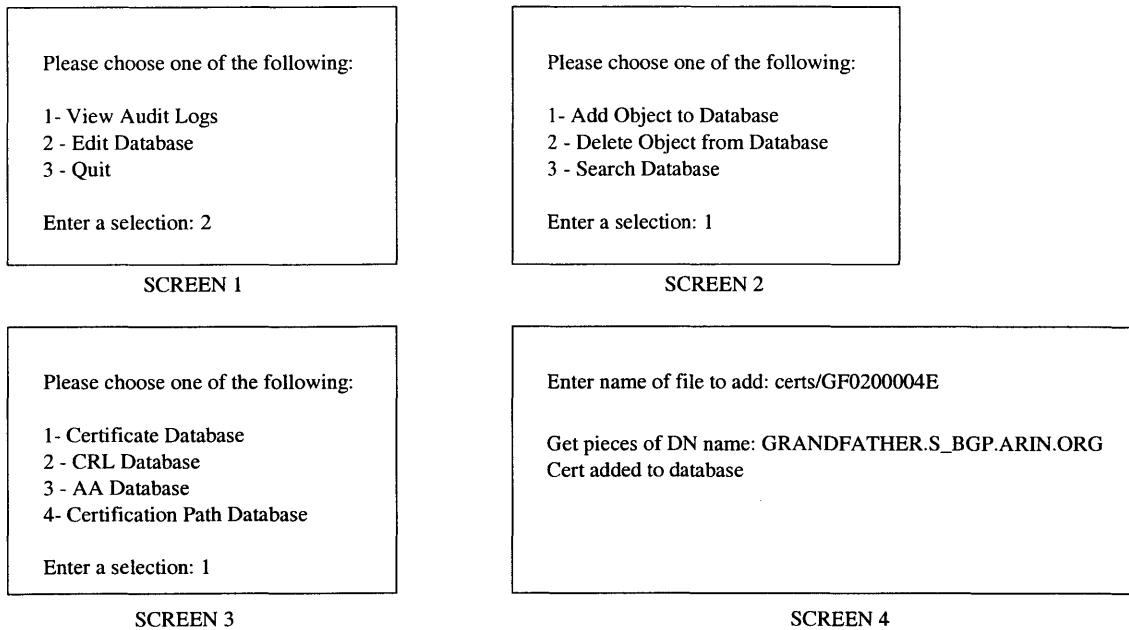 Please choose one of the following:
1- View Audit Logs
2 - Edit Database
3 - Quit
Enter a selection: 2
SCREEN 1
Please choose one of the following:
1- Add Object to Database
2 - Delete Object from Database
3 - Search Database
Enter a selection: 1
SCREEN 2
Please choose one of the following:
1- Certificate Database
2 - CRL Database
3 - AA Database
4- Certification Path Database
Enter a selection: 1
SCREEN 3
Enter name of file to add: certs/GF0200004E
Get pieces of DN name: GRANDFATHER.S_BGP.ARIN.ORG
Cert added to database
SCREEN 4